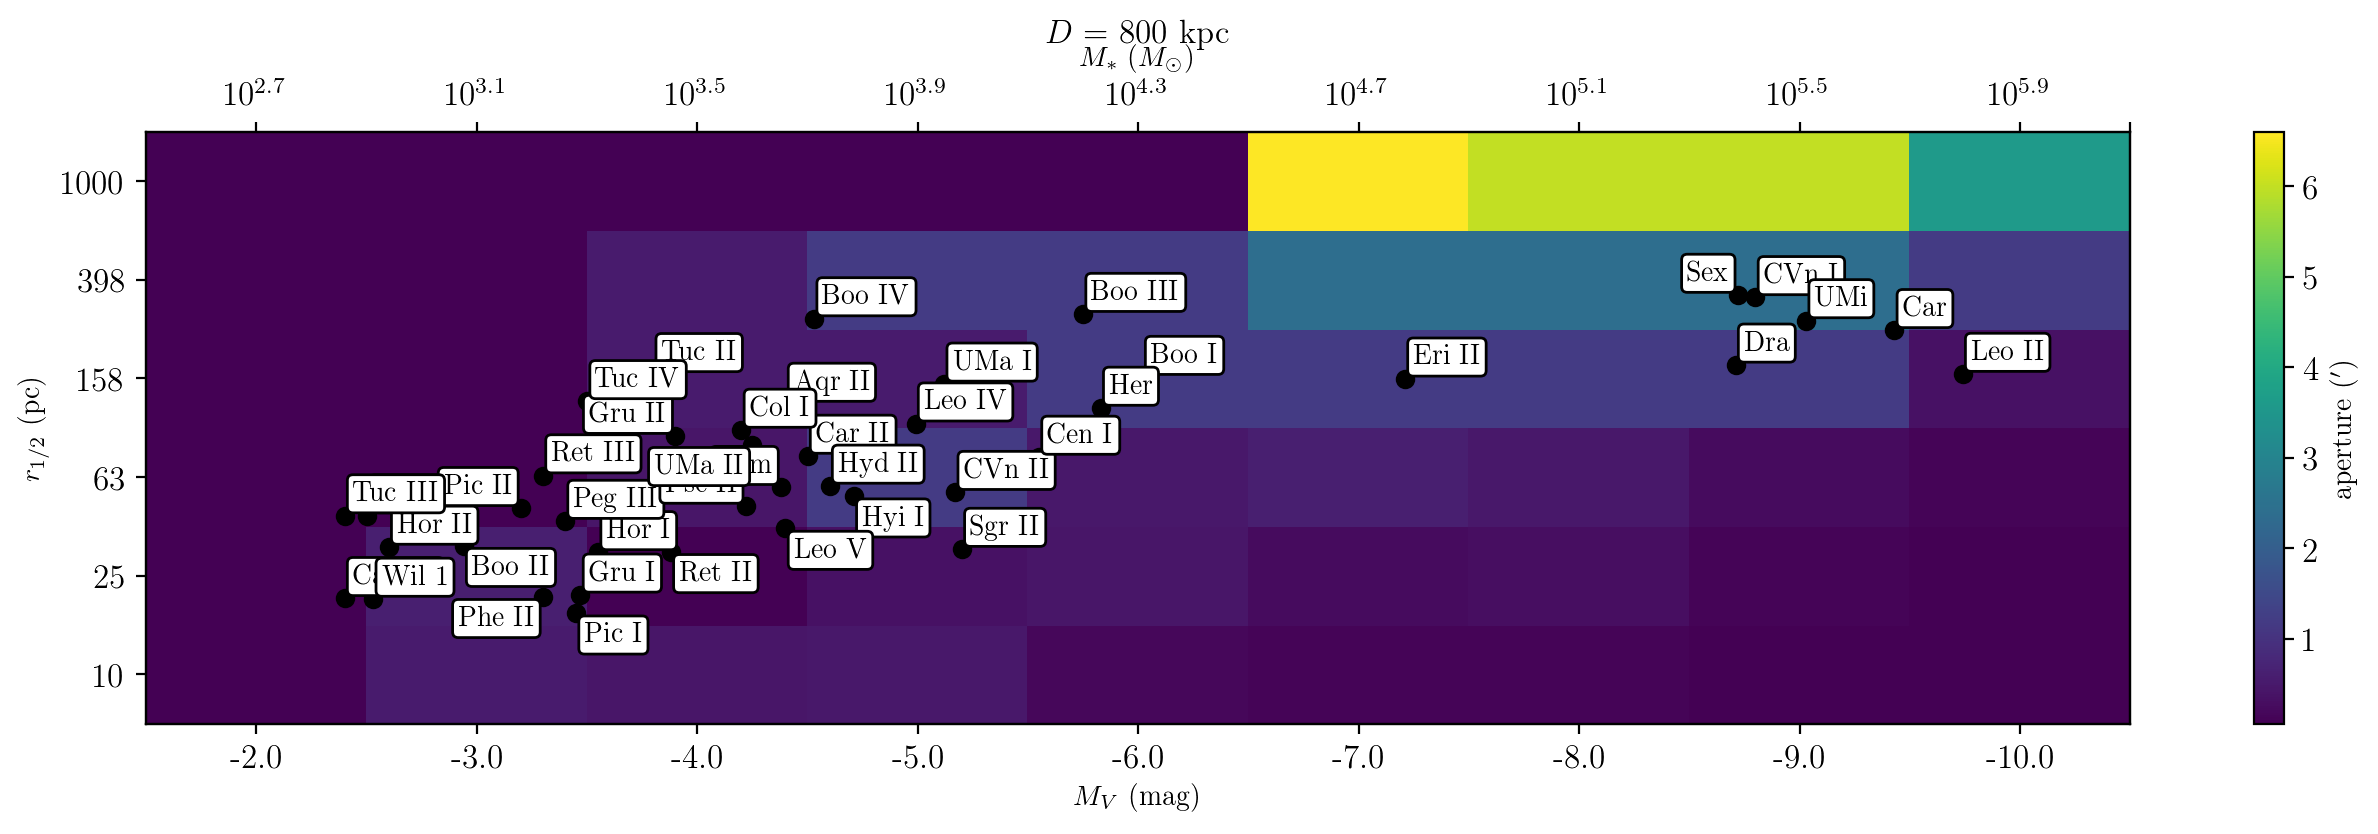 D = 800 kpc
M* (M⊙)
10^2.7 10^3.1 10^3.5 10^3.9 10^4.3 10^4.7 10^5.1 10^5.5 10^5.9
1000
398
158
63
25
10
r1/2 (pc)
Sex
CVn I
UMi
Car
Boo IV
Boo III
Dra
Leo II
Tuc II
UMa I
Boo I
Eri II
Tuc IV
Aqr II
Her
Gru II
Col I
Leo IV
Ret III
Car II
Cen I
UMa II
Hyd II
CVn II
Tuc III
Pic II
Peg III
Hor II
Hor I
Hyi I
Sgr II
Boo II
Leo V
Wil 1
Gru I
Ret II
Phe II
Pic I
-2.0 -3.0 -4.0 -5.0 -6.0 -7.0 -8.0 -9.0 -10.0
MV (mag)
6
5
4
3
2
1
aperture (′)